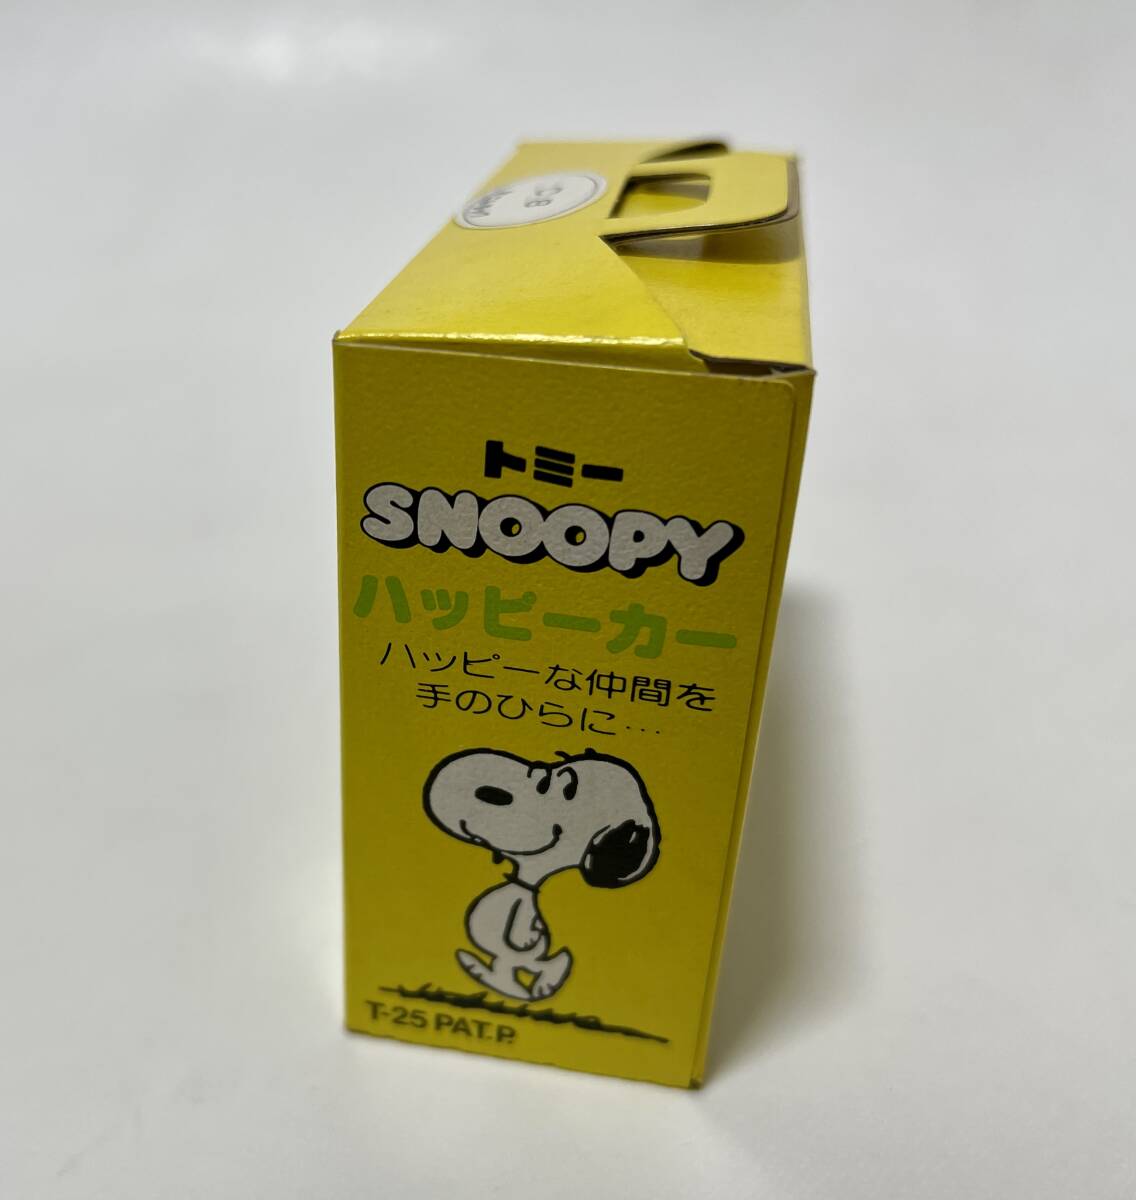 トミー
SNOOPY
ハッピーカー
ハッピーな仲間を
手のひらに…
T-25 PAT.P.